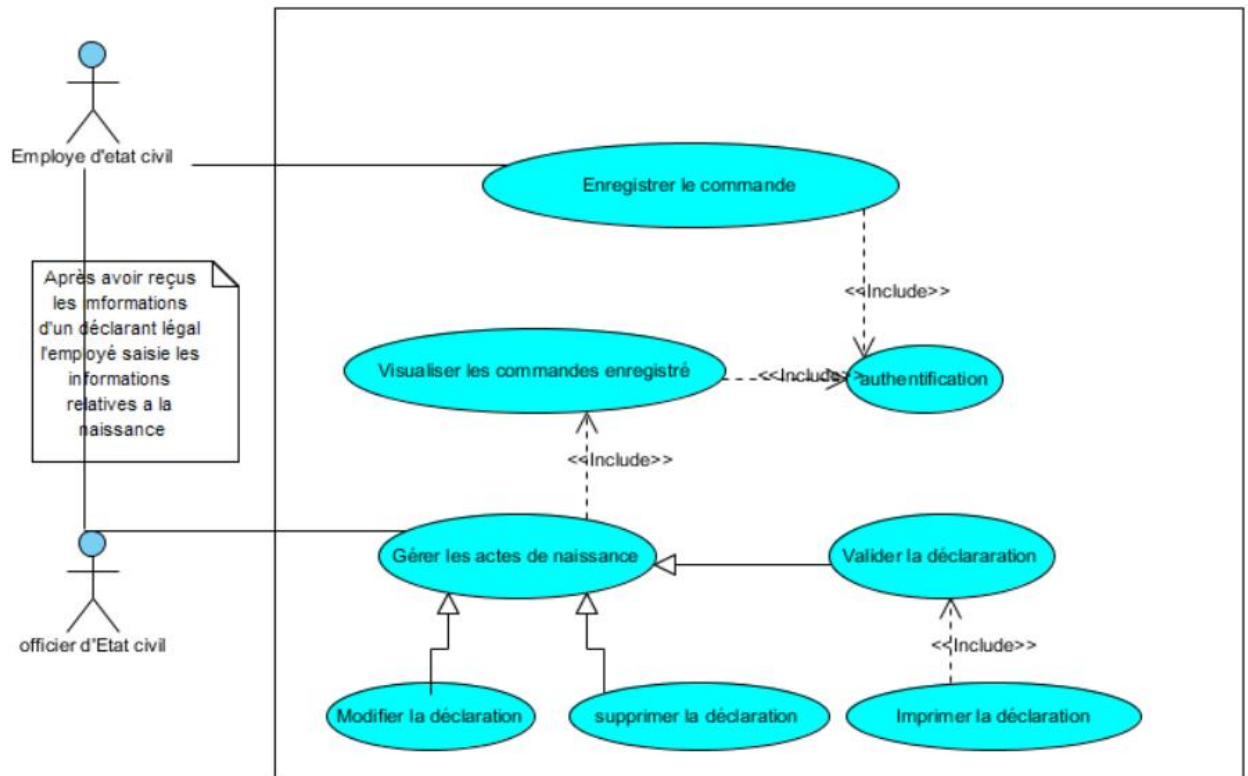 Employe d'etat civil
Enregistrer le commande
Après avoir reçus
les imformations
d'un déclarant légal
l'employé saisie les
informations
relatives a la
naissance
<<Include>>
Visualiser les commandes enregistré
<<Include>>
authentification
<<Include>>
Gérer les actes de naissance
Valider la déclararation
officier d'Etat civil
<<Include>>
Modifier la déclaration
supprimer la déclaration
Imprimer la déclaration